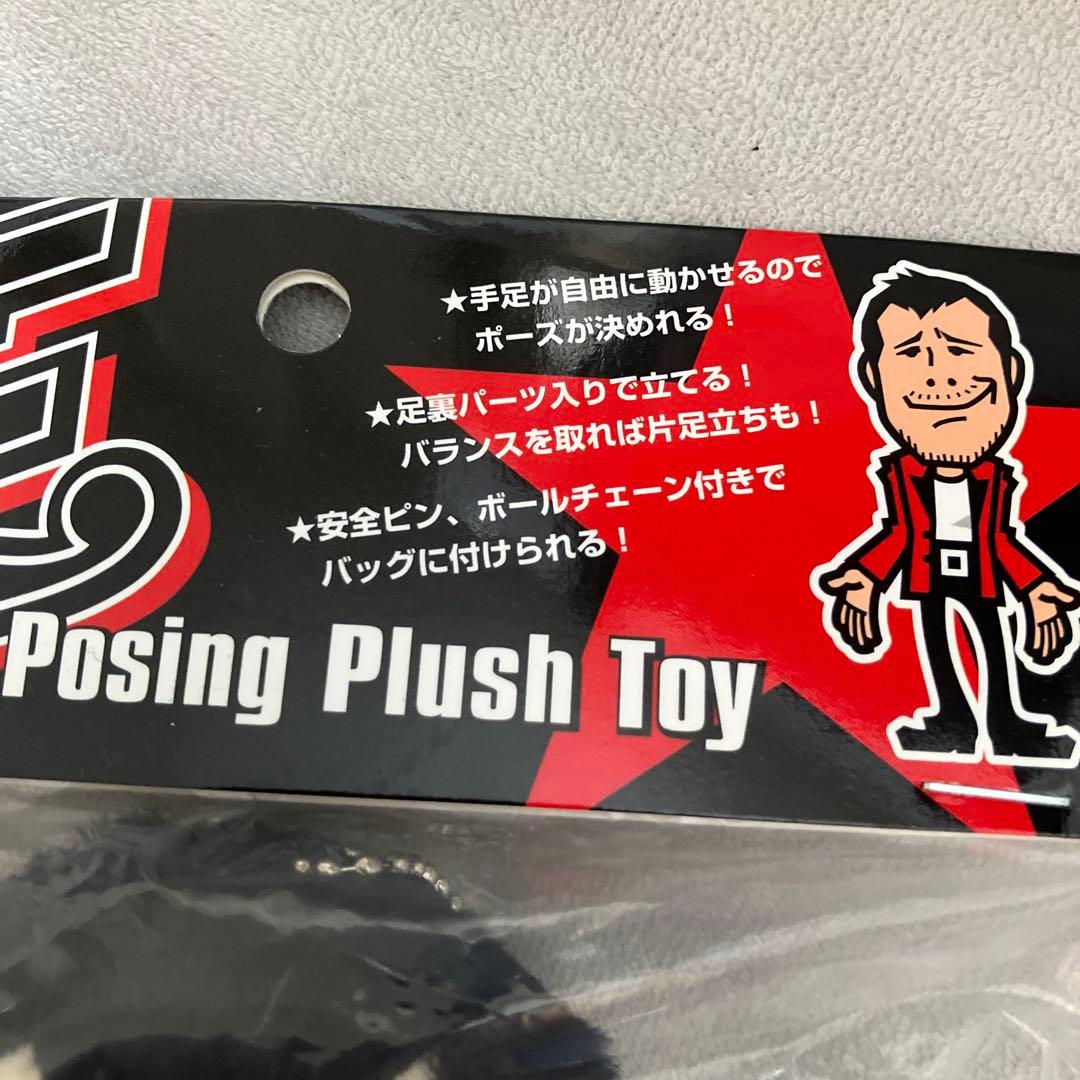 ★手足が自由に動かせるので
ポーズが決めれる！
★足裏パーツ入りで立てる！
バランスを取れば片足立ちも！
★安全ピン、ボールチェーン付きで
バッグに付けられる！
Posing Plush Toy